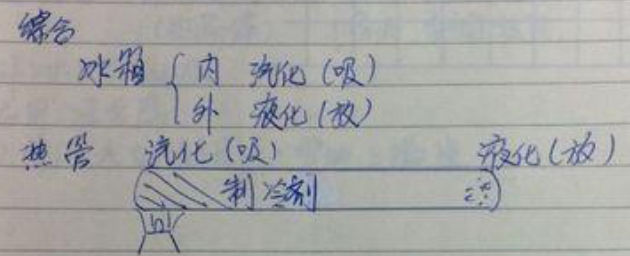 综合
冰箱 { 内 汽化(吸)
外 液化(放)
热管 汽化(吸) 液化(放)
制冷剂